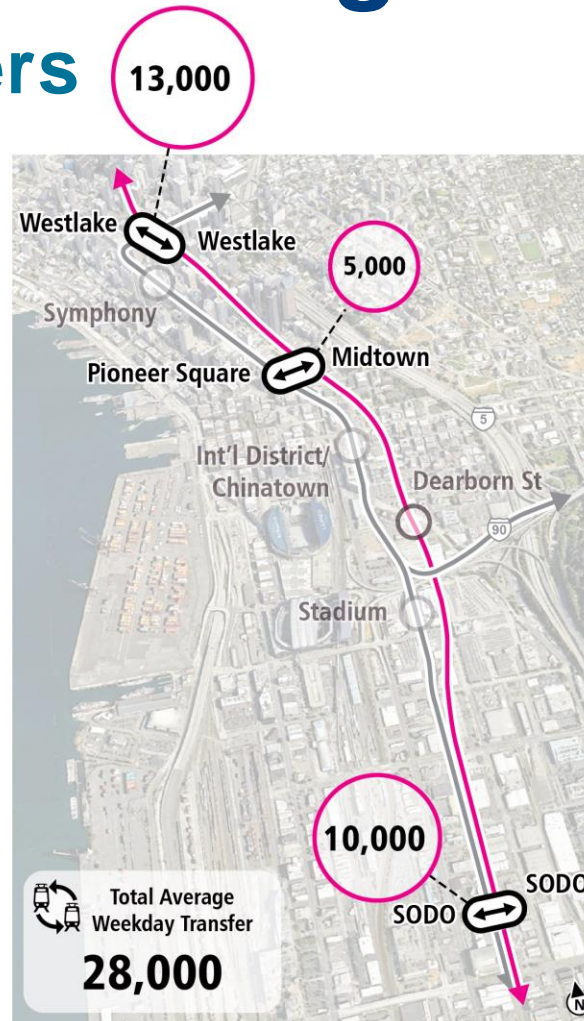 ers
13,000
Westlake
Westlake
5,000
Symphony
Pioneer Square
Midtown
5
Int'l District/
Chinatown
Dearborn St
90
Stadium
10,000
SODO
SODO
Total Average
Weekday Transfer
28,000
N